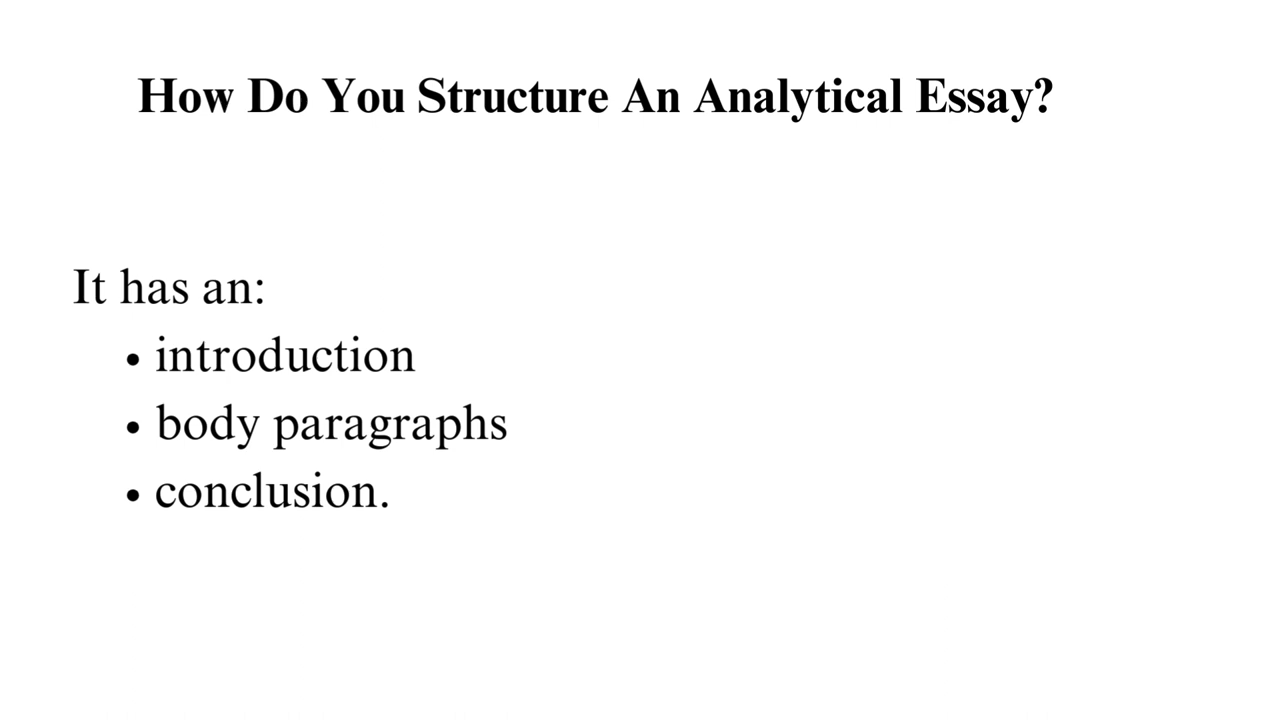 How Do You Structure An Analytical Essay?
It has an:
• introduction
• body paragraphs
• conclusion.